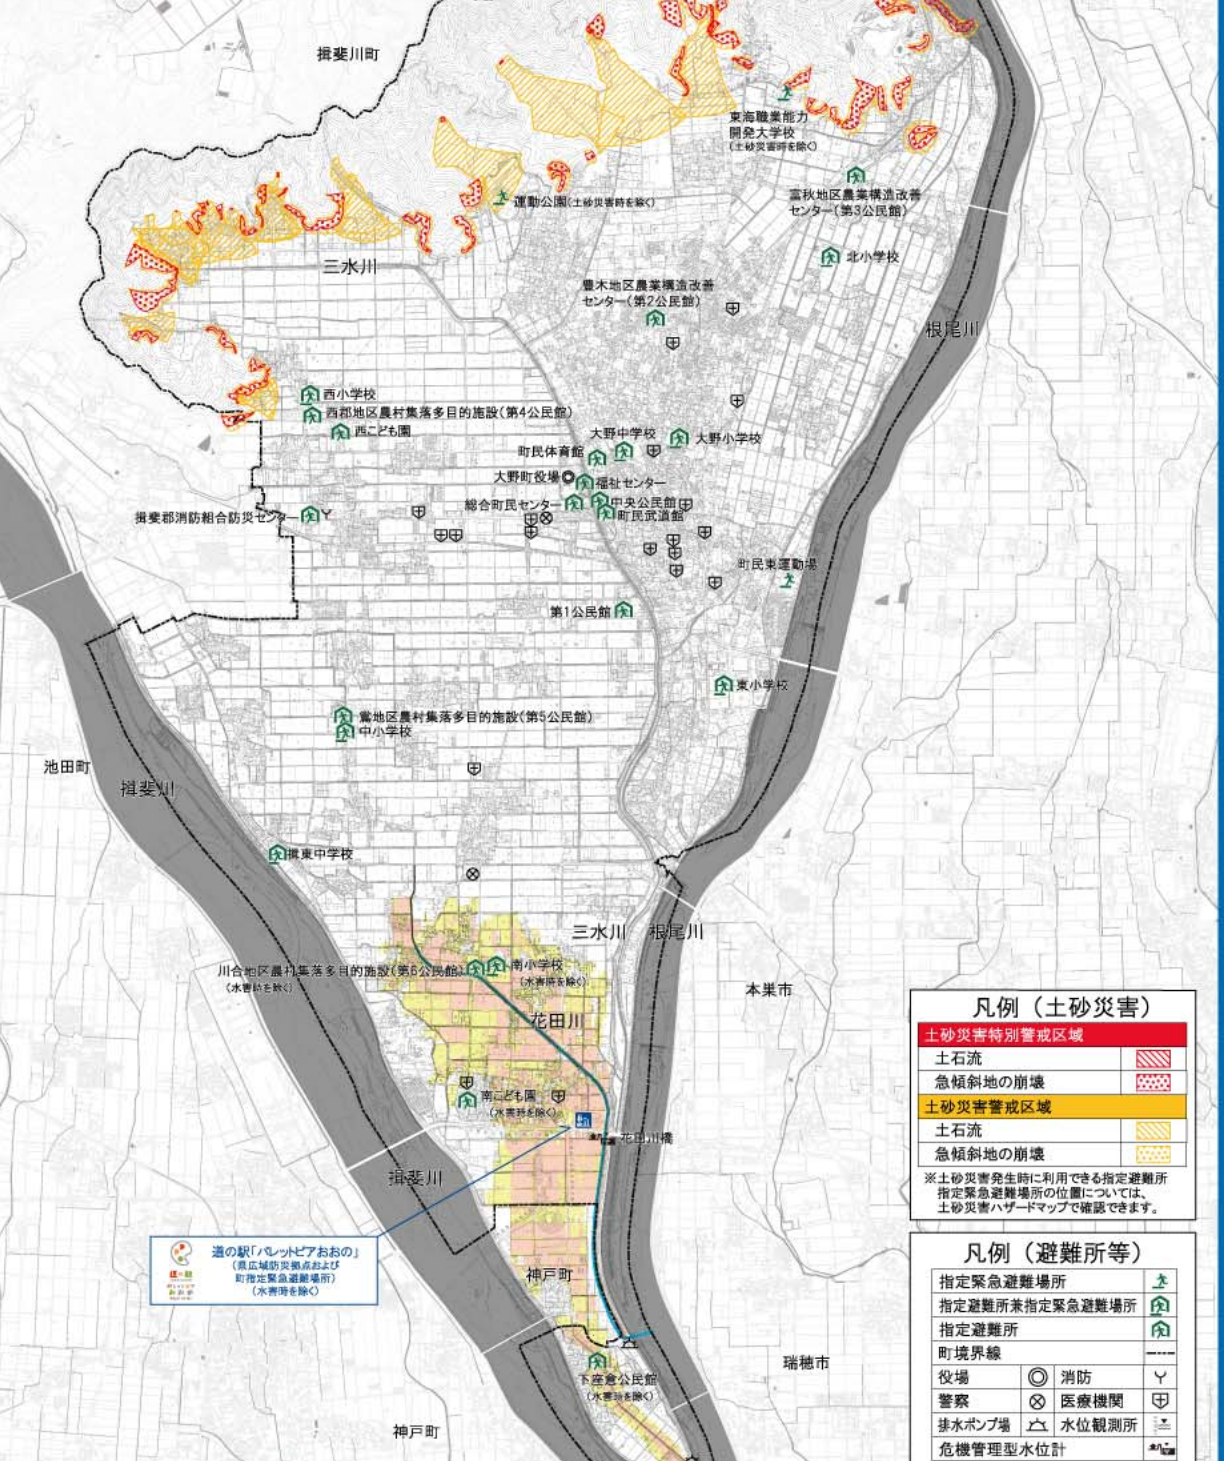 揖斐川町
東海職業能力
開発大学校
(土砂災害時を除く)
富秋地区農業構造改善
センター(第3公民館)
運動公園(土砂災害時を除く)
北小学校
三水川
豊木地区農業構造改善
センター(第2公民館)
根尾川
西小学校
西郡地区農村集落多目的施設(第4公民館)
西こども園
大野中学校
大野小学校
町民体育館
大野町役場
福祉センター
総合町民センター
中央公民館
町民武道館
揖斐郡消防組合防災センター
町民東運動場
第1公民館
東小学校
鶯地区農村集落多目的施設(第5公民館)
中小学校
池田町
揖斐川
揖東中学校
三水川
根尾川
川合地区農村集落多目的施設(第6公民館)
(水害時を除く)
南小学校
(水害時を除く)
本巣市
花田川
南こども園
(水害時を除く)
花田川橋
揖斐川
道の駅「パレットピアおおの」
(県広域防災拠点および
町指定緊急避難場所)
(水害時を除く)
神戸町
瑞穂市
下座倉公民館
(水害時を除く)
神戸町
凡例（土砂災害）
土砂災害特別警戒区域
土石流
急傾斜地の崩壊
土砂災害警戒区域
土石流
急傾斜地の崩壊
※土砂災害発生時に利用できる指定避難所
指定緊急避難場所の位置については、
土砂災害ハザードマップで確認できます。
凡例（避難所等）
指定緊急避難場所
指定避難所兼指定緊急避難場所
指定避難所
町境界線
役場 消防
警察 医療機関
排水ポンプ場 水位観測所
危機管理型水位計